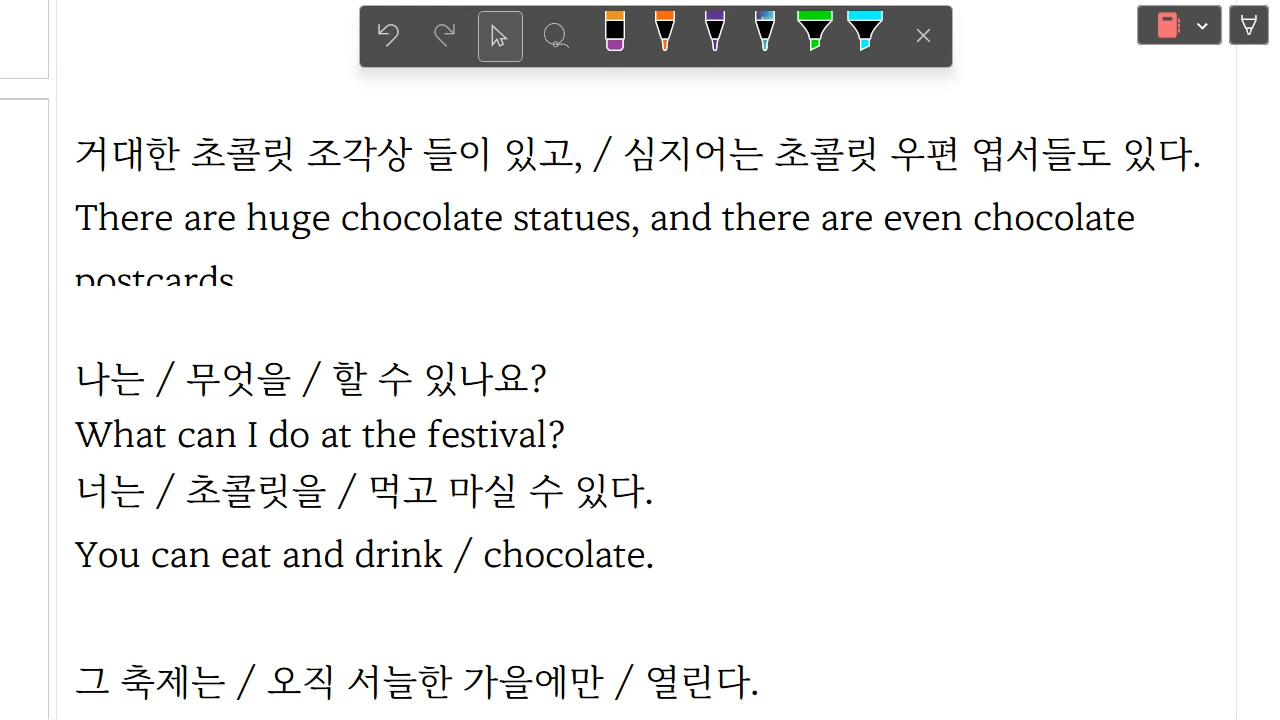 거대한 초콜릿 조각상 들이 있고, / 심지어는 초콜릿 우편 엽서들도 있다.
There are huge chocolate statues, and there are even chocolate
postcards
나는 / 무엇을 / 할 수 있나요?
What can I do at the festival?
너는 / 초콜릿을 / 먹고 마실 수 있다.
You can eat and drink / chocolate.
그 축제는 / 오직 서늘한 가을에만 / 열린다.